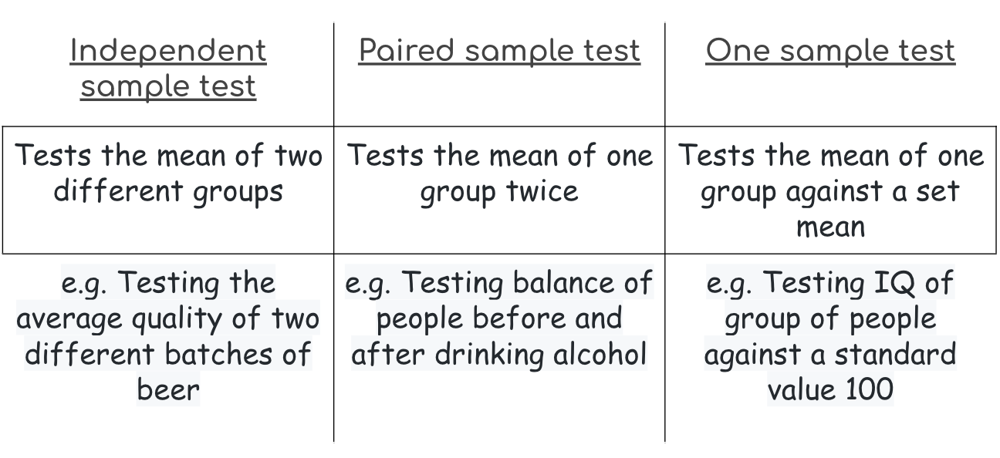 Independent
sample test
Paired sample test
One sample test
Tests the mean of two
different groups
Tests the mean of one
group twice
Tests the mean of one
group against a set
mean
e.g. Testing the
average quality of two
different batches of
beer
e.g. Testing balance of
people before and
after drinking alcohol
e.g. Testing IQ of
group of people
against a standard
value 100